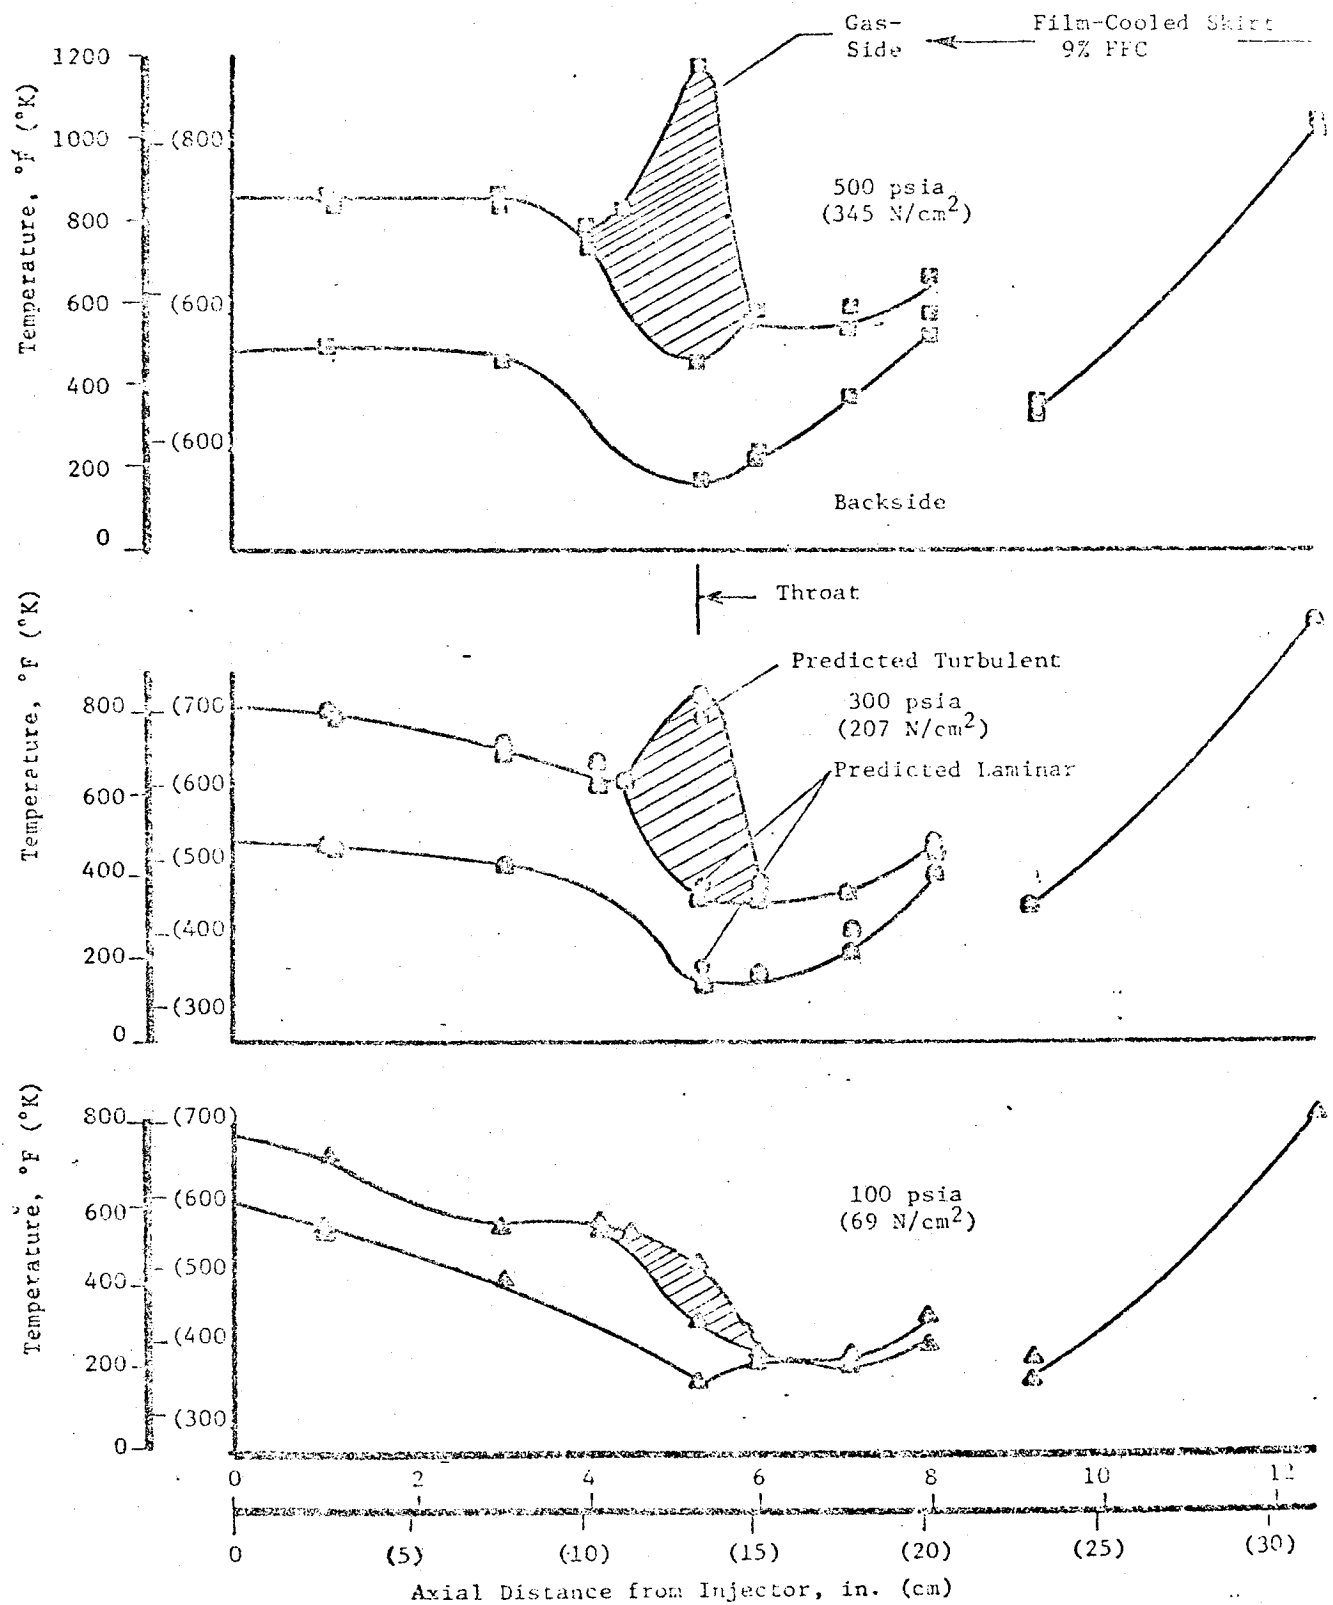 Gas-
Side
Film-Cooled Skirt
9% FFC
1200
1000
800
600
400
200
0
(800)
(600)
(600)
Temperature, °F (°K)
500 psia
(345 N/cm2)
Backside
Throat
Temperature, °F (°K)
800
600
400
200
0
(700
(600
(500
(400
(300
Predicted Turbulent
300 psia
(207 N/cm2)
Predicted Laminar
Temperature, °F (°K)
800
600
400
200
0
(700)
(600
(500
(400
(300
100 psia
(69 N/cm2)
0 2 4 6 8 10 12
0 (5) (10) (15) (20) (25) (30)
Axial Distance from Injector, in. (cm)